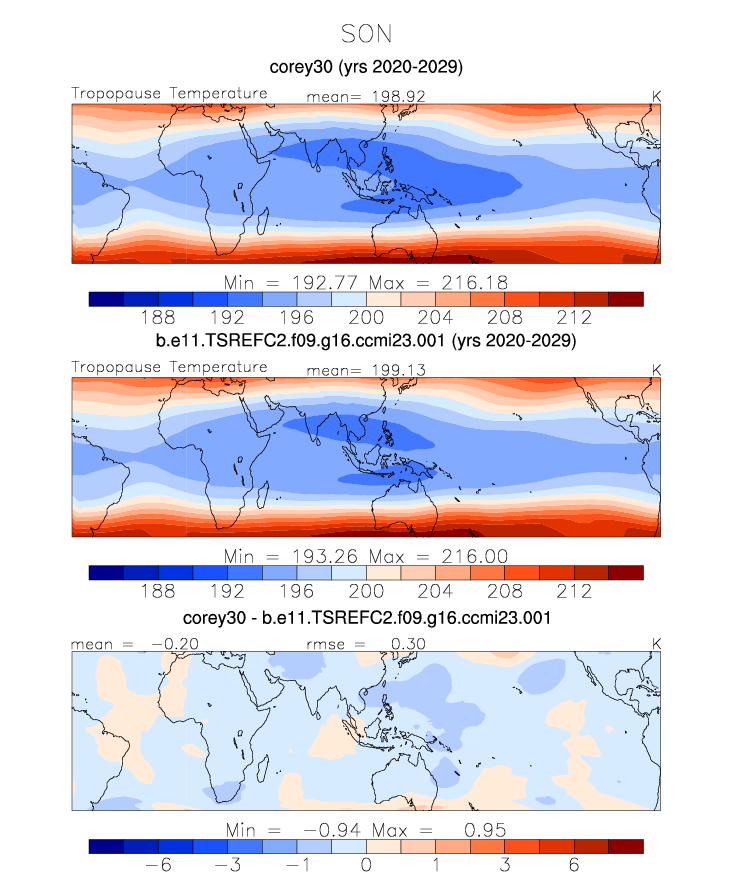 SON
corey30 (yrs 2020-2029)
Tropopause Temperature mean= 198.92 K
Min = 192.77 Max = 216.18
188 192 196 200 204 208 212
b.e11.TSREFC2.f09.g16.ccmi23.001 (yrs 2020-2029)
Tropopause Temperature mean= 199.13 K
Min = 193.26 Max = 216.00
188 192 196 200 204 208 212
corey30 - b.e11.TSREFC2.f09.g16.ccmi23.001
mean = -0.20 rmse = 0.30 K
Min = -0.94 Max = 0.95
-6 -3 -1 0 1 3 6